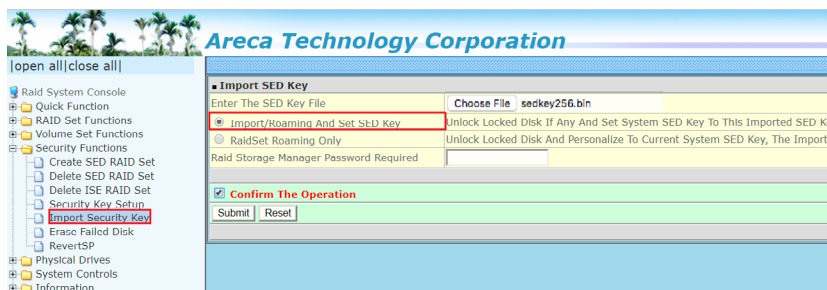 Areca Technology Corporation
|open all|close all|
Raid System Console
Quick Function
RAID Set Functions
Volume Set Functions
Security Functions
Create SED RAID Set
Delete SED RAID Set
Delete ISE RAID Set
Security Key Setup
Import Security Key
Erase Failed Disk
RevertSP
Physical Drives
System Controls
Information
Import SED Key
Enter The SED Key File Choose File sedkey256.bin
Import/Roaming And Set SED Key Unlock Locked Disk If Any And Set System SED Key To This Imported SED K
RaidSet Roaming Only Unlock Locked Disk And Personalize To Current System SED Key, The Import
Raid Storage Manager Password Required
Confirm The Operation
Submit Reset